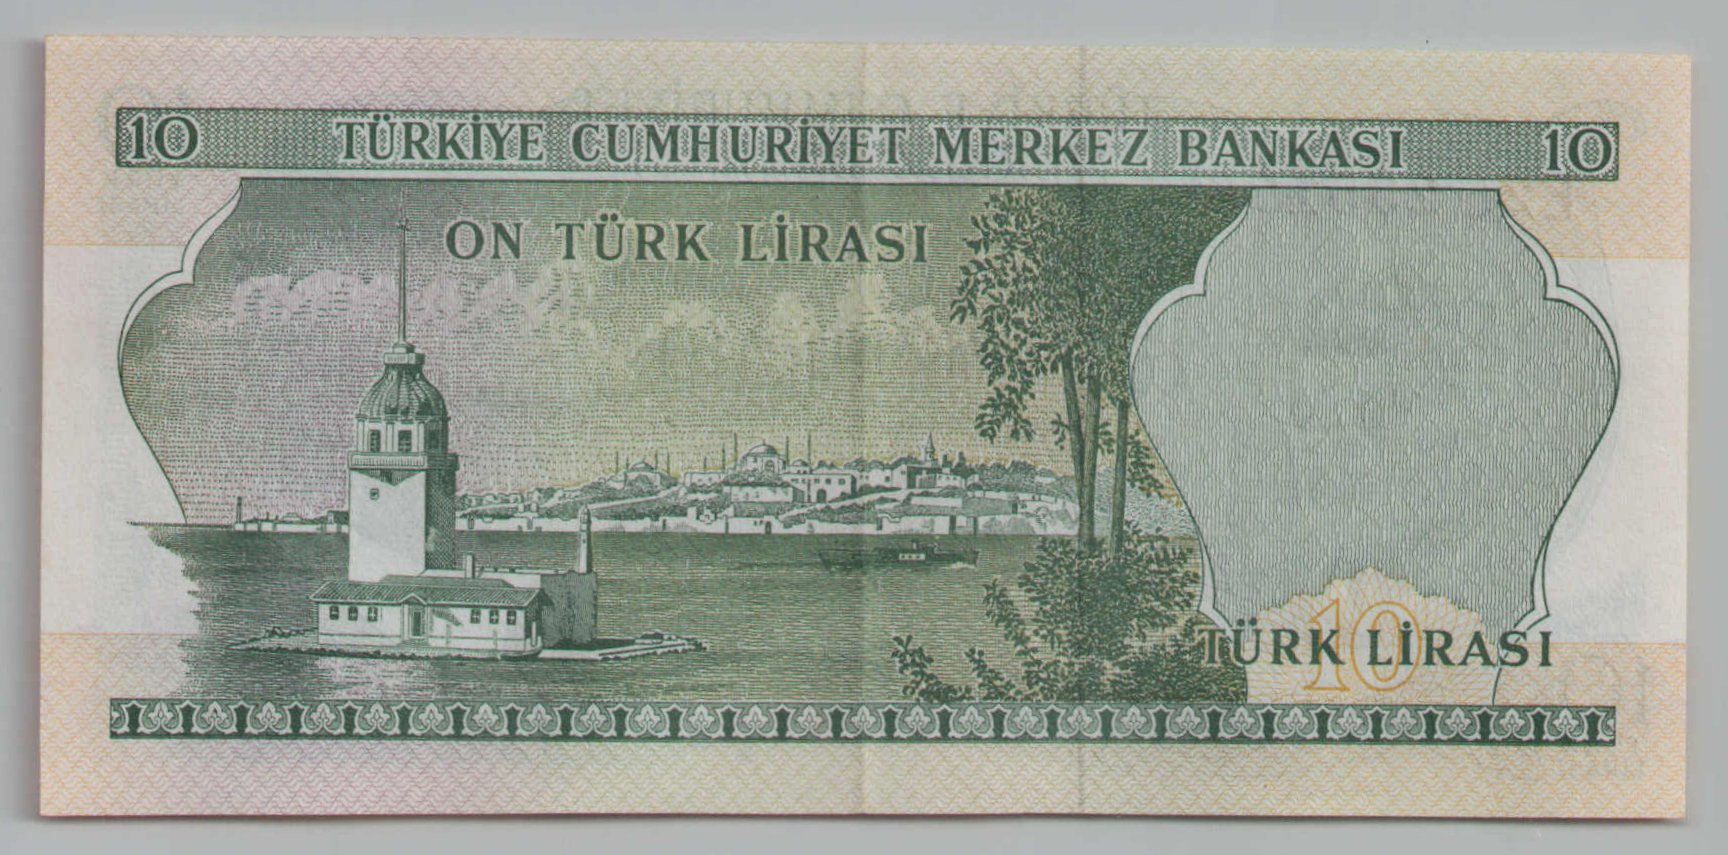 10 TÜRKİYE CUMHURİYET MERKEZ BANKASI 10
ON TÜRK LİRASI
10
TÜRK LİRASI